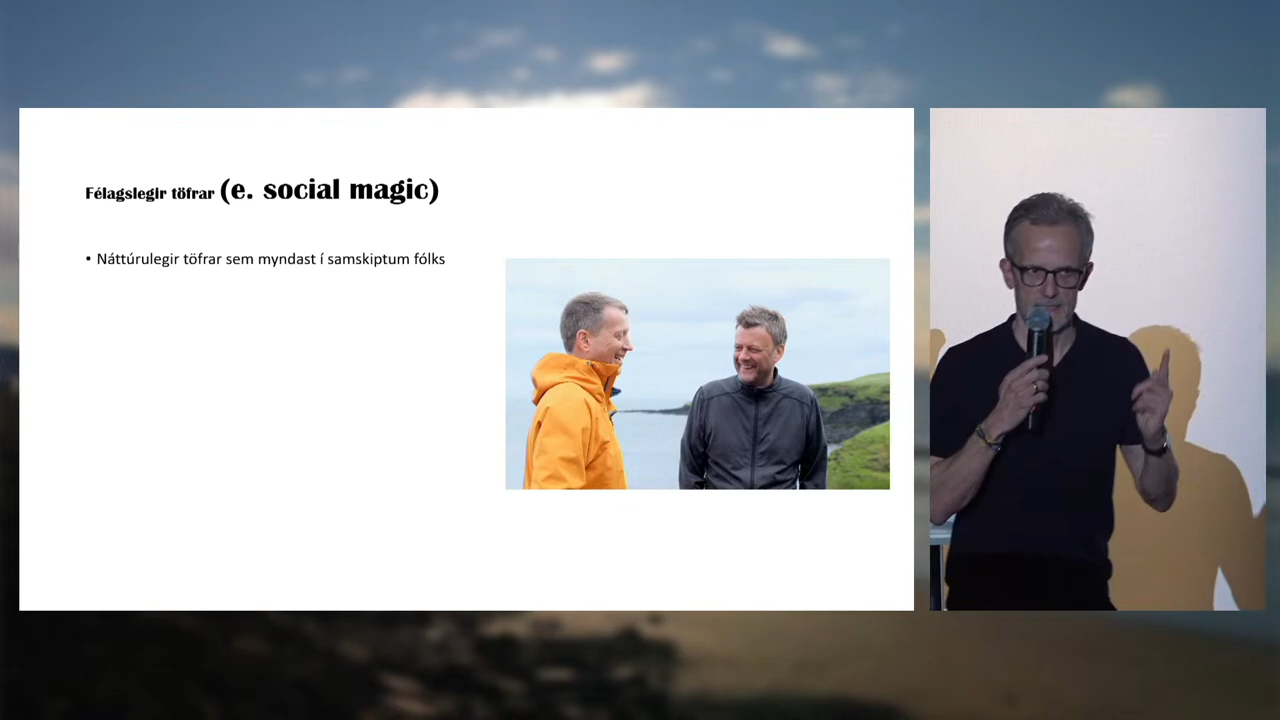 Félagslegir töfrar (e. social magic)
• Náttúrulegir töfrar sem myndast í samskiptum fólks